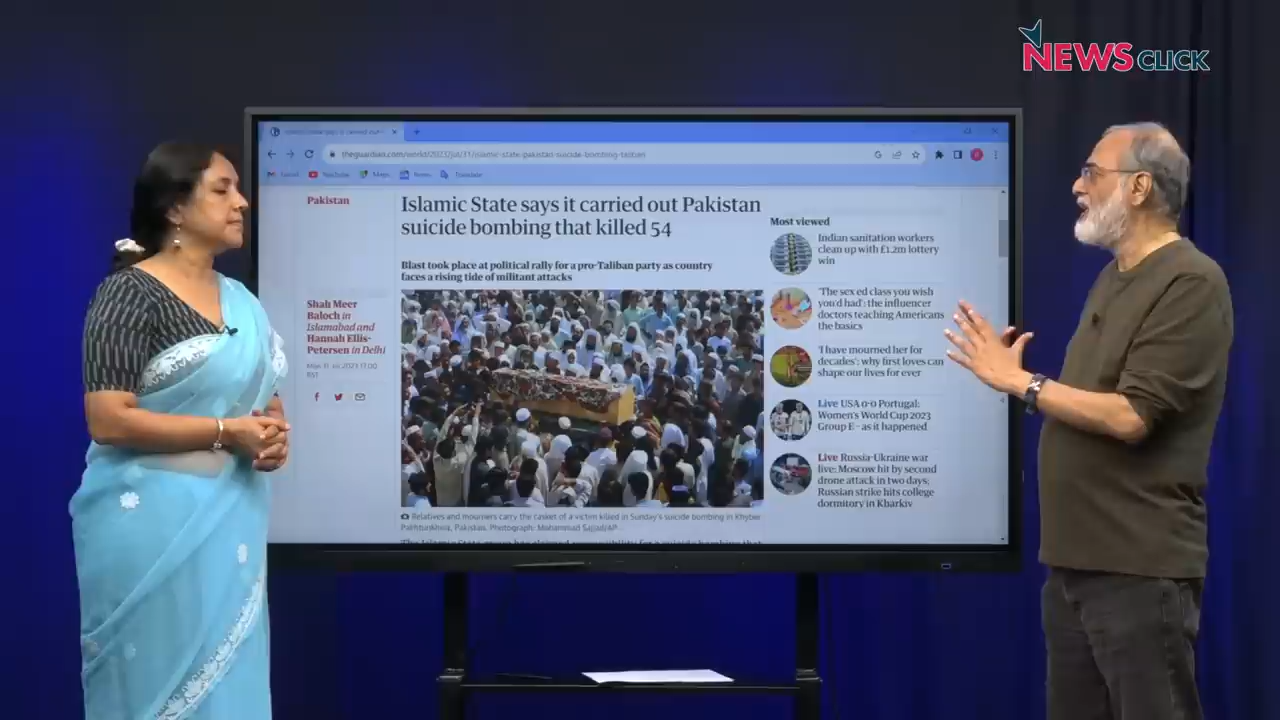 NEWSCLICK
theguardian.com/world/2023/jul/31/islamic-state-pakistan-suicide-bombing-taliban
YouTube
Maps
News
Translate
Pakistan
Islamic State says it carried out Pakistan
suicide bombing that killed 54
Blast took place at political rally for a pro-Taliban party as country
faces a rising tide of militant attacks
Shah Meer
Baloch in
Islamabad and
Hannah Ellis-
Petersen in Delhi
Relatives and mourners carry the casket of a victim killed in Sunday's suicide bombing in Khyber
Pakhtunkhwa, Pakistan. Photograph: Mohammad Sajjad/AP
Most viewed
Indian sanitation workers
clean up with £1.2m lottery
win
'The sex ed class you wish
you'd had': the influencer
doctors teaching Americans
the basics
'I have mourned her for
decades': why first loves can
shape our lives for ever
Live USA 0-0 Portugal:
Women's World Cup 2023
Group E – as it happened
Live Russia-Ukraine war
live: Moscow hit by second
drone attack in two days;
Russian strike hits college
dormitory in Kharkiv